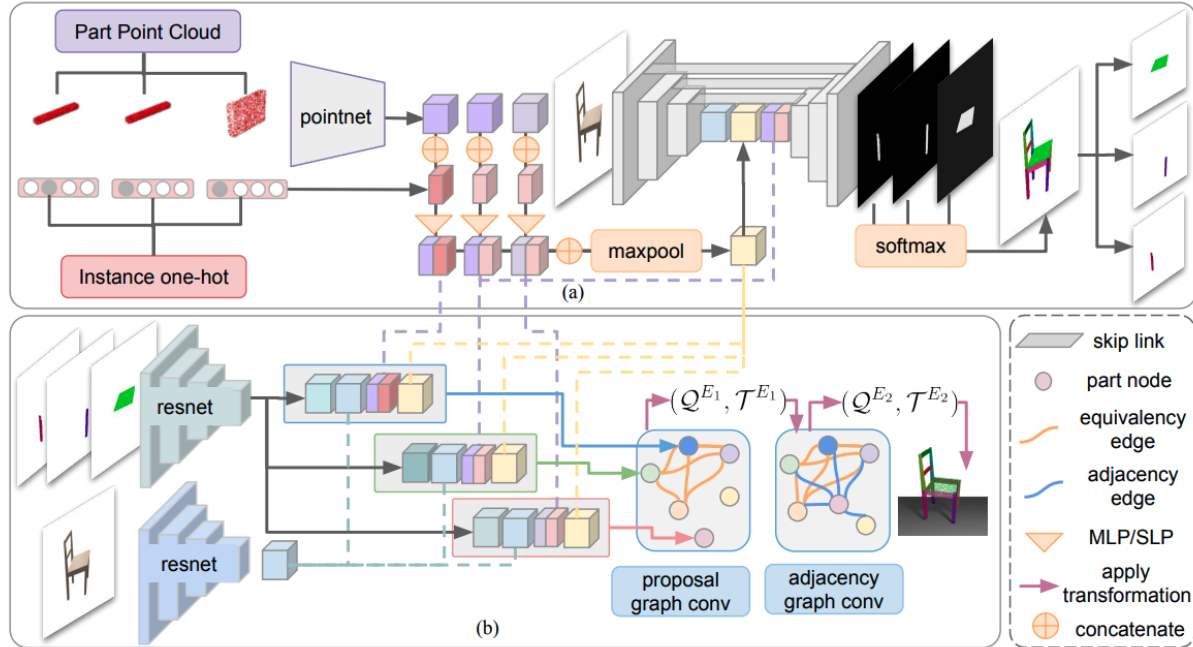 Part Point Cloud
pointnet
Instance one-hot
maxpool
softmax
(a)
resnet
resnet
(𝒬^{E_1}, 𝒯^{E_1})
(𝒬^{E_2}, 𝒯^{E_2})
proposal
graph conv
adjacency
graph conv
(b)
skip link
part node
equivalency
edge
adjacency
edge
MLP/SLP
apply
transformation
concatenate